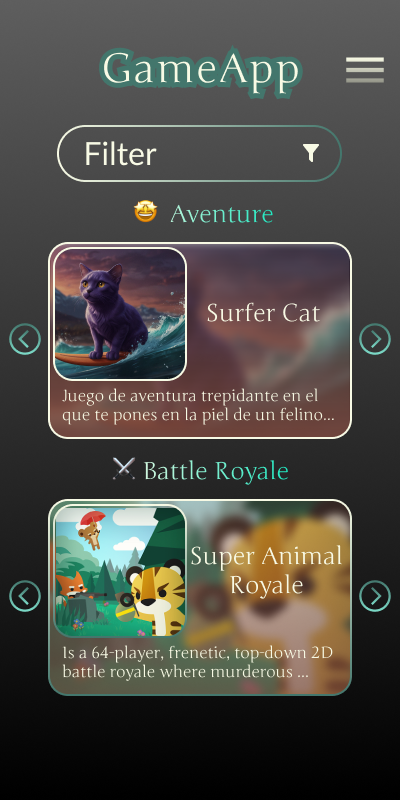 GameApp
Filter
🤩 Aventure
Surfer Cat
Juego de aventura trepidante en el
que te pones en la piel de un felino...
⚔ Battle Royale
Super Animal
Royale
Is a 64-player, frenetic, top-down 2D
battle royale where murderous ...